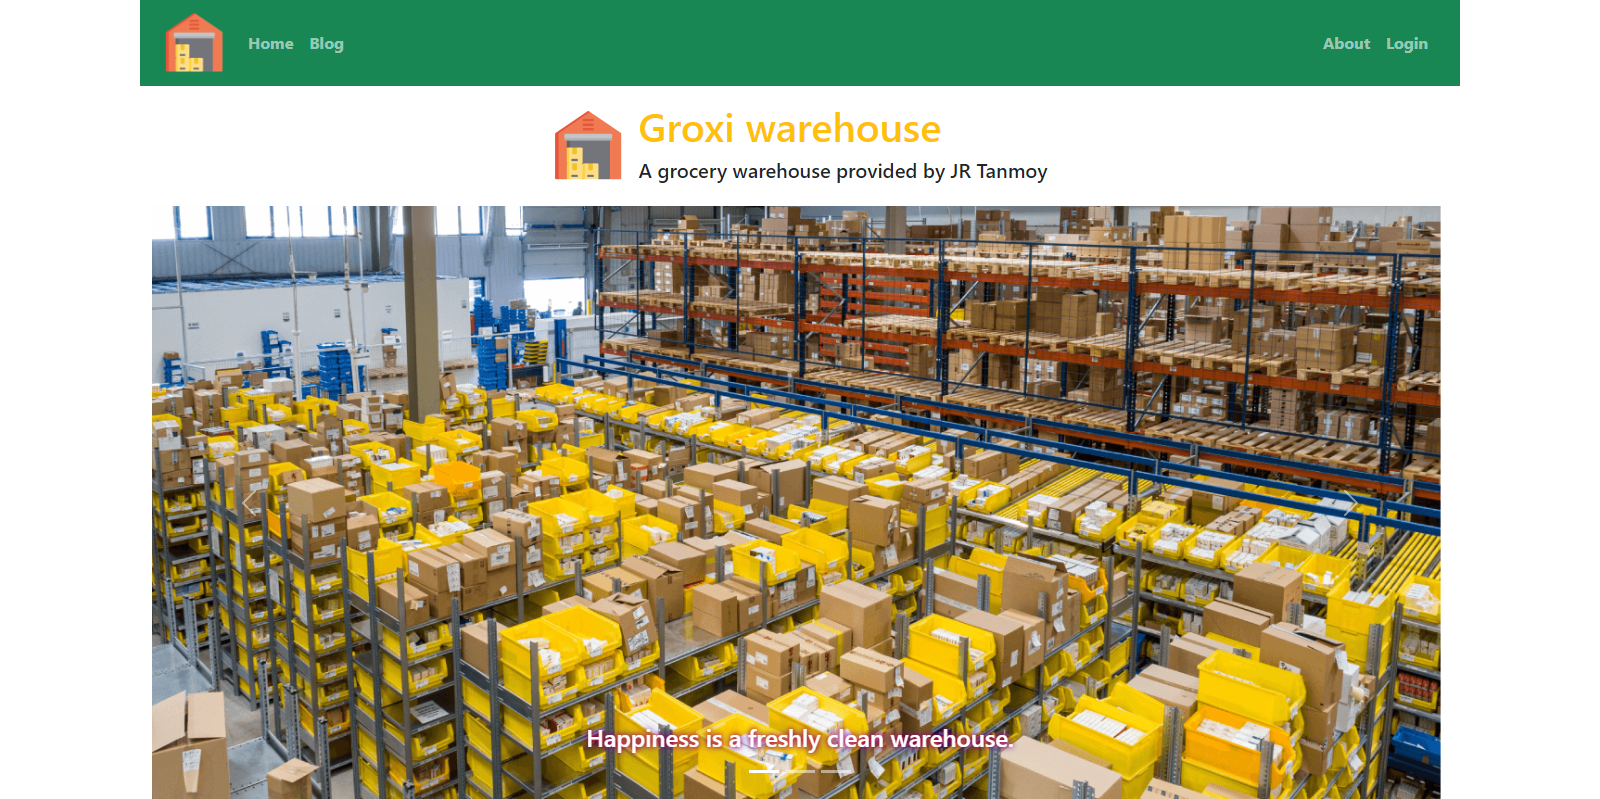 Home Blog About Login
Groxi warehouse
A grocery warehouse provided by JR Tanmoy
Happiness is a freshly clean warehouse.